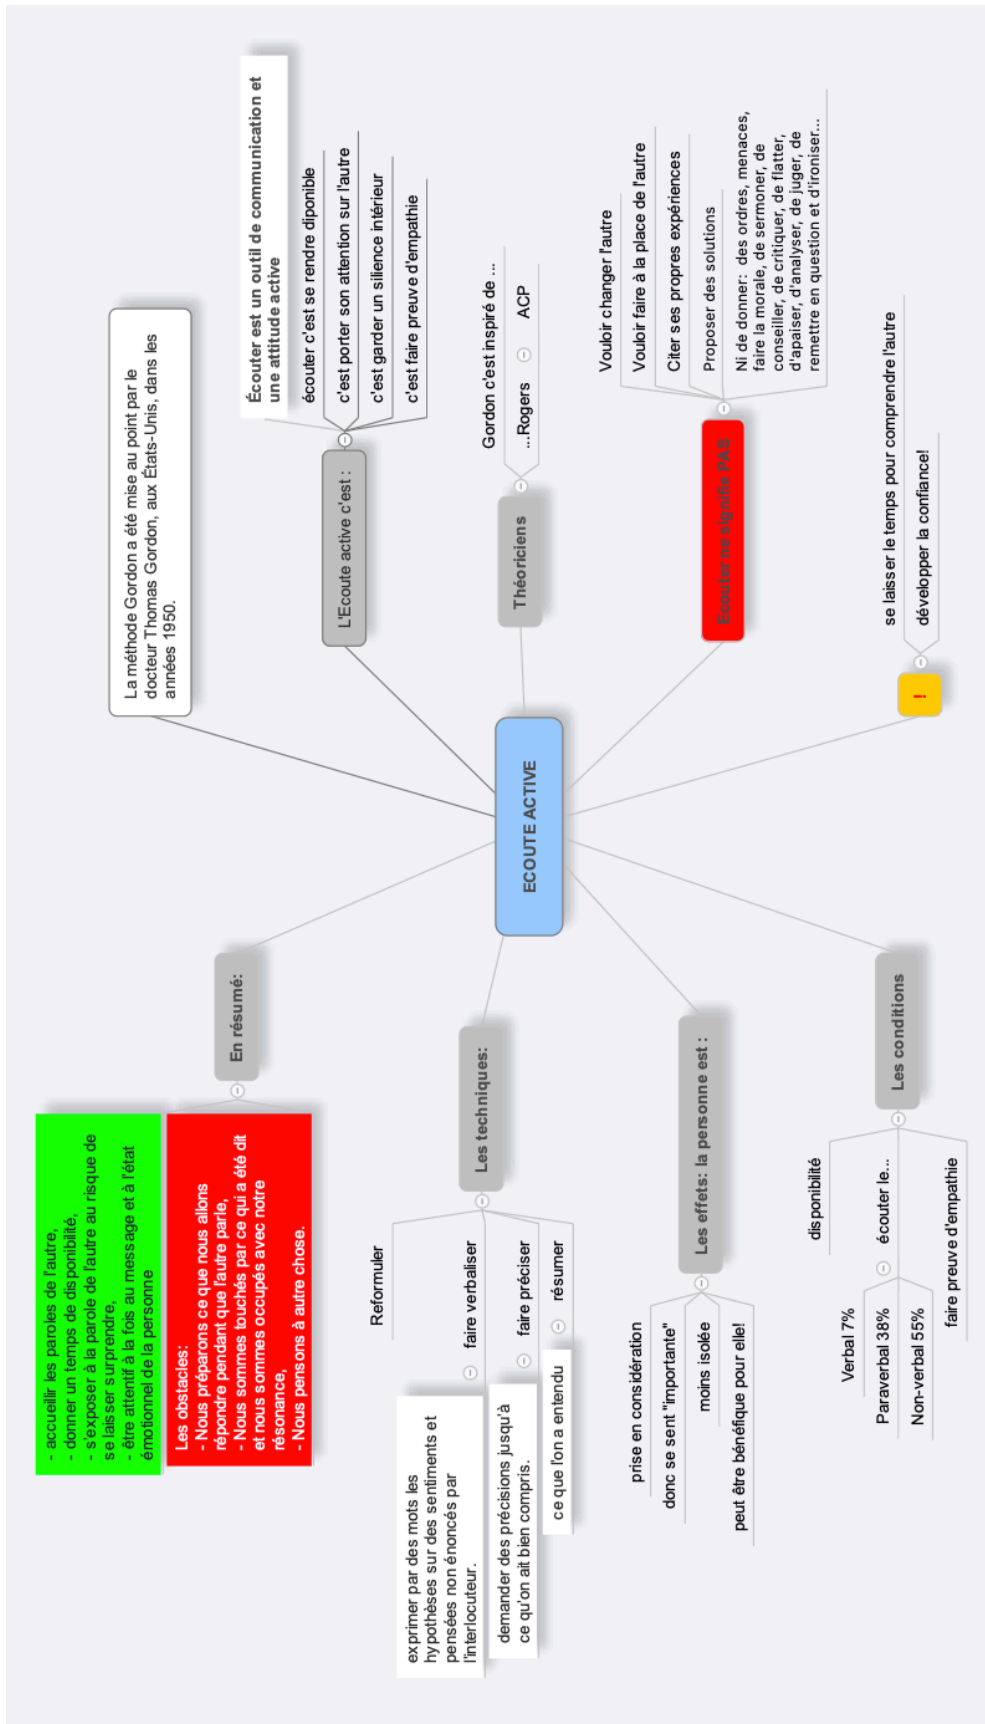 ECOUTE ACTIVE
La méthode Gordon a été mise au point par le
docteur Thomas Gordon, aux États-Unis, dans les
années 1950.
L'Ecoute active c'est :
Écouter est un outil de communication et
une attitude active
écouter c'est se rendre diponible
c'est porter son attention sur l'autre
c'est garder un silience intérieur
c'est faire preuve d'empathie
Théoriciens
Gordon c'est inspiré de ...
...Rogers
ACP
Ecouter ne signifie PAS
Vouloir changer l'autre
Vouloir faire à la place de l'autre
Citer ses propres expériences
Proposer des solutions
Ni de donner: des ordres, menaces,
faire la morale, de sermoner, de
conseiller, de critiquer, de flatter,
d'apaiser, d'analyser, de juger, de
remettre en question et d'ironiser...
!
se laisser le temps pour comprendre l'autre
développer la confiance!
En résumé:
- accueillir les paroles de l'autre,
- donner un temps de disponibilité,
- s'exposer à la parole de l'autre au risque de
se laisser surprendre,
- être attentif à la fois au message et à l'état
émotionnel de la personne
Les obstacles:
- Nous préparons ce que nous allons
répondre pendant que l'autre parle,
- Nous sommes touchés par ce qui a été dit
et nous sommes occupés avec notre
résonance,
- Nous pensons à autre chose.
Les techniques:
Reformuler
faire verbaliser
exprimer par des mots les
hypothèses sur des sentiments et
pensées non énoncés par
l'interlocuteur.
faire préciser
demander des précisions jusqu'à
ce qu'on ait bien compris.
résumer
ce que l'on a entendu
Les effets: la personne est :
prise en considération
donc se sent "importante"
moins isolée
peut être bénéfique pour elle!
Les conditions
disponibilité
écouter le...
Verbal 7%
Paraverbal 38%
Non-verbal 55%
faire preuve d'empathie